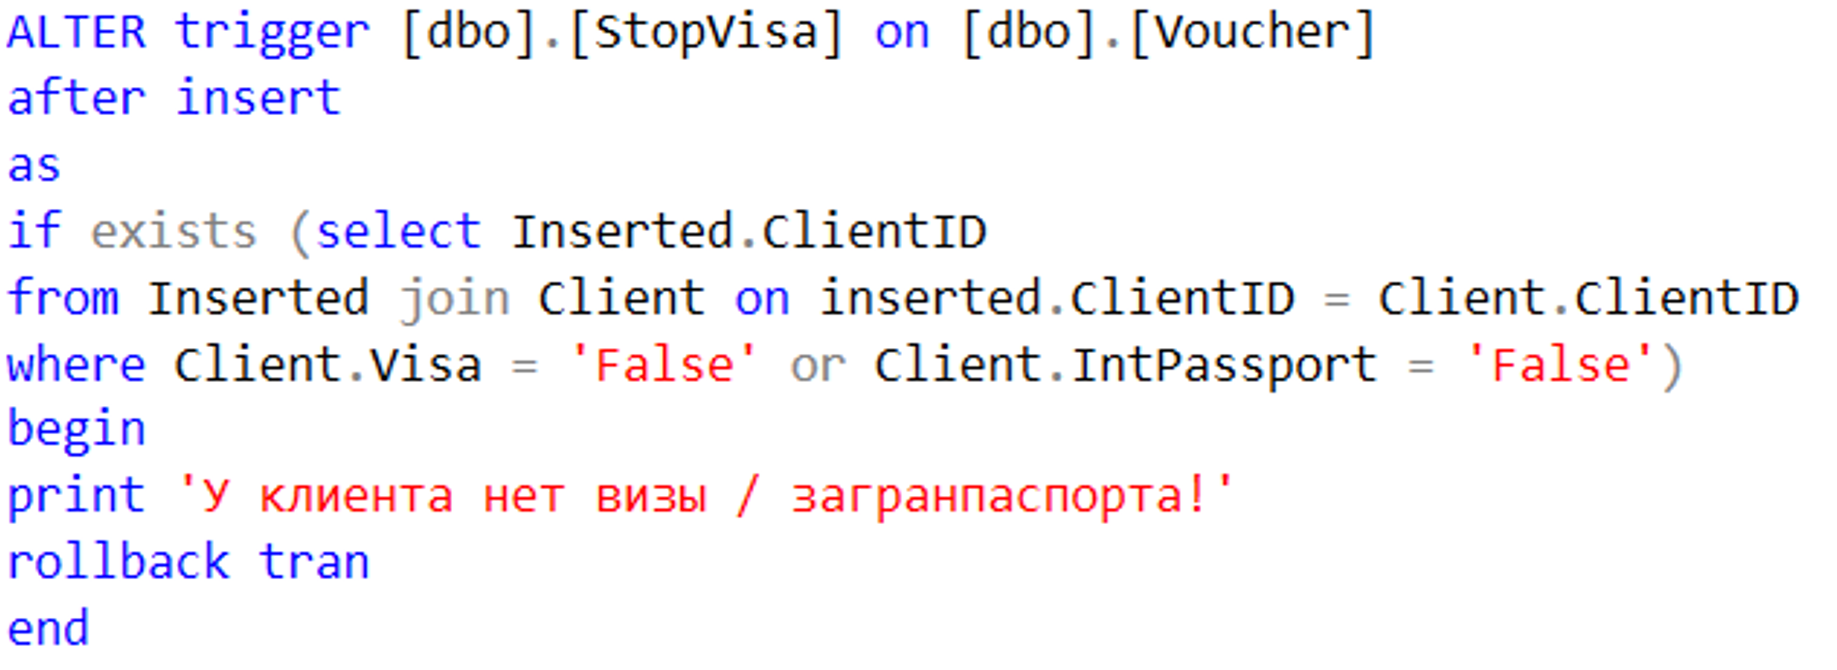 ALTER trigger [dbo].[StopVisa] on [dbo].[Voucher]
after insert
as
if exists (select Inserted.ClientID
from Inserted join Client on inserted.ClientID = Client.ClientID
where Client.Visa = 'False' or Client.IntPassport = 'False')
begin
print 'У клиента нет визы / загранпаспорта!'
rollback tran
end